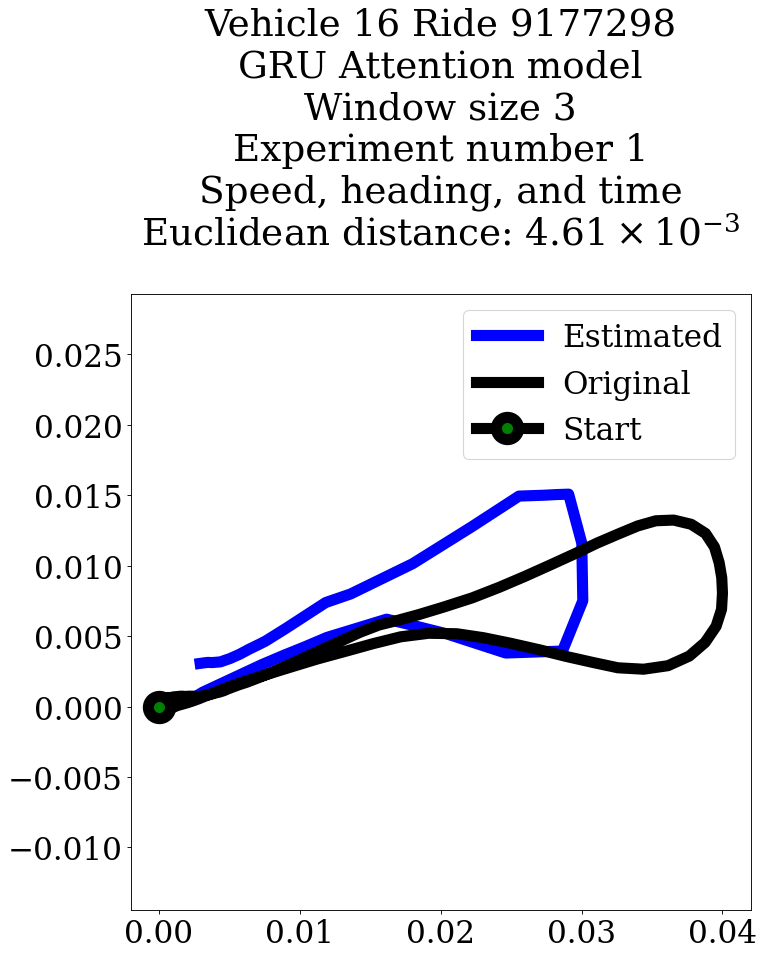 Vehicle 16 Ride 9177298
GRU Attention model
Window size 3
Experiment number 1
Speed, heading, and time
Euclidean distance: 4.61 × 10⁻³
Estimated
Original
Start
0.025
0.020
0.015
0.010
0.005
0.000
−0.005
−0.010
0.00 0.01 0.02 0.03 0.04